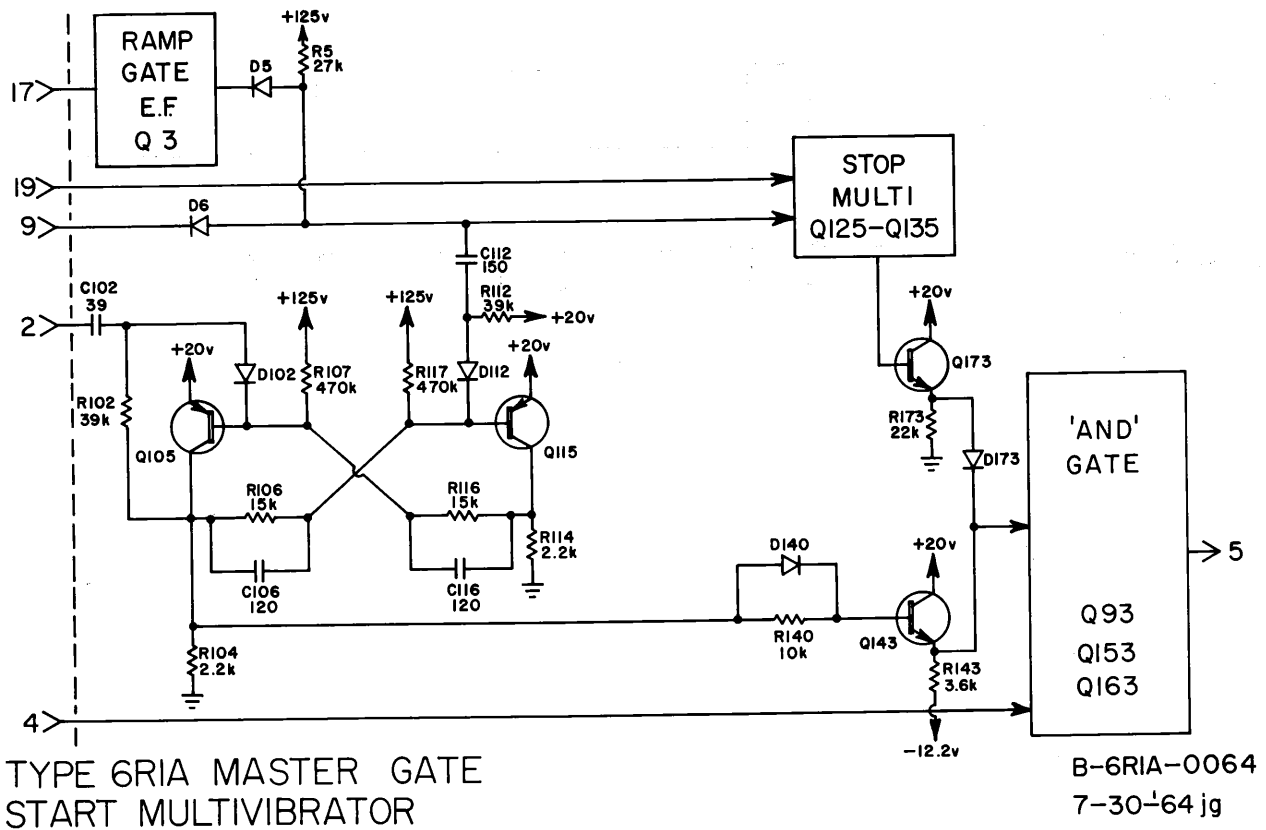 +125v
RAMP
GATE
E.F.
Q 3
R5
27k
D5
17
19
STOP
MULTI
Q125-Q135
D6
9
C112
150
C102
39
2
+125v
+125v
R112
39k
+20v
+20v
+20v
+20v
D102
R107
470k
R117
470k
D112
Q173
R102
39k
Q105
Q115
R173
22k
D173
'AND'
GATE
R106
15k
R116
15k
R114
2.2k
C106
120
C116
120
D140
+20v
5
R140
10k
Q143
Q93
Q153
Q163
R104
2.2k
R143
3.6k
4
-12.2v
TYPE 6R1A MASTER GATE
START MULTIVIBRATOR
B-6R1A-0064
7-30-'64 jg